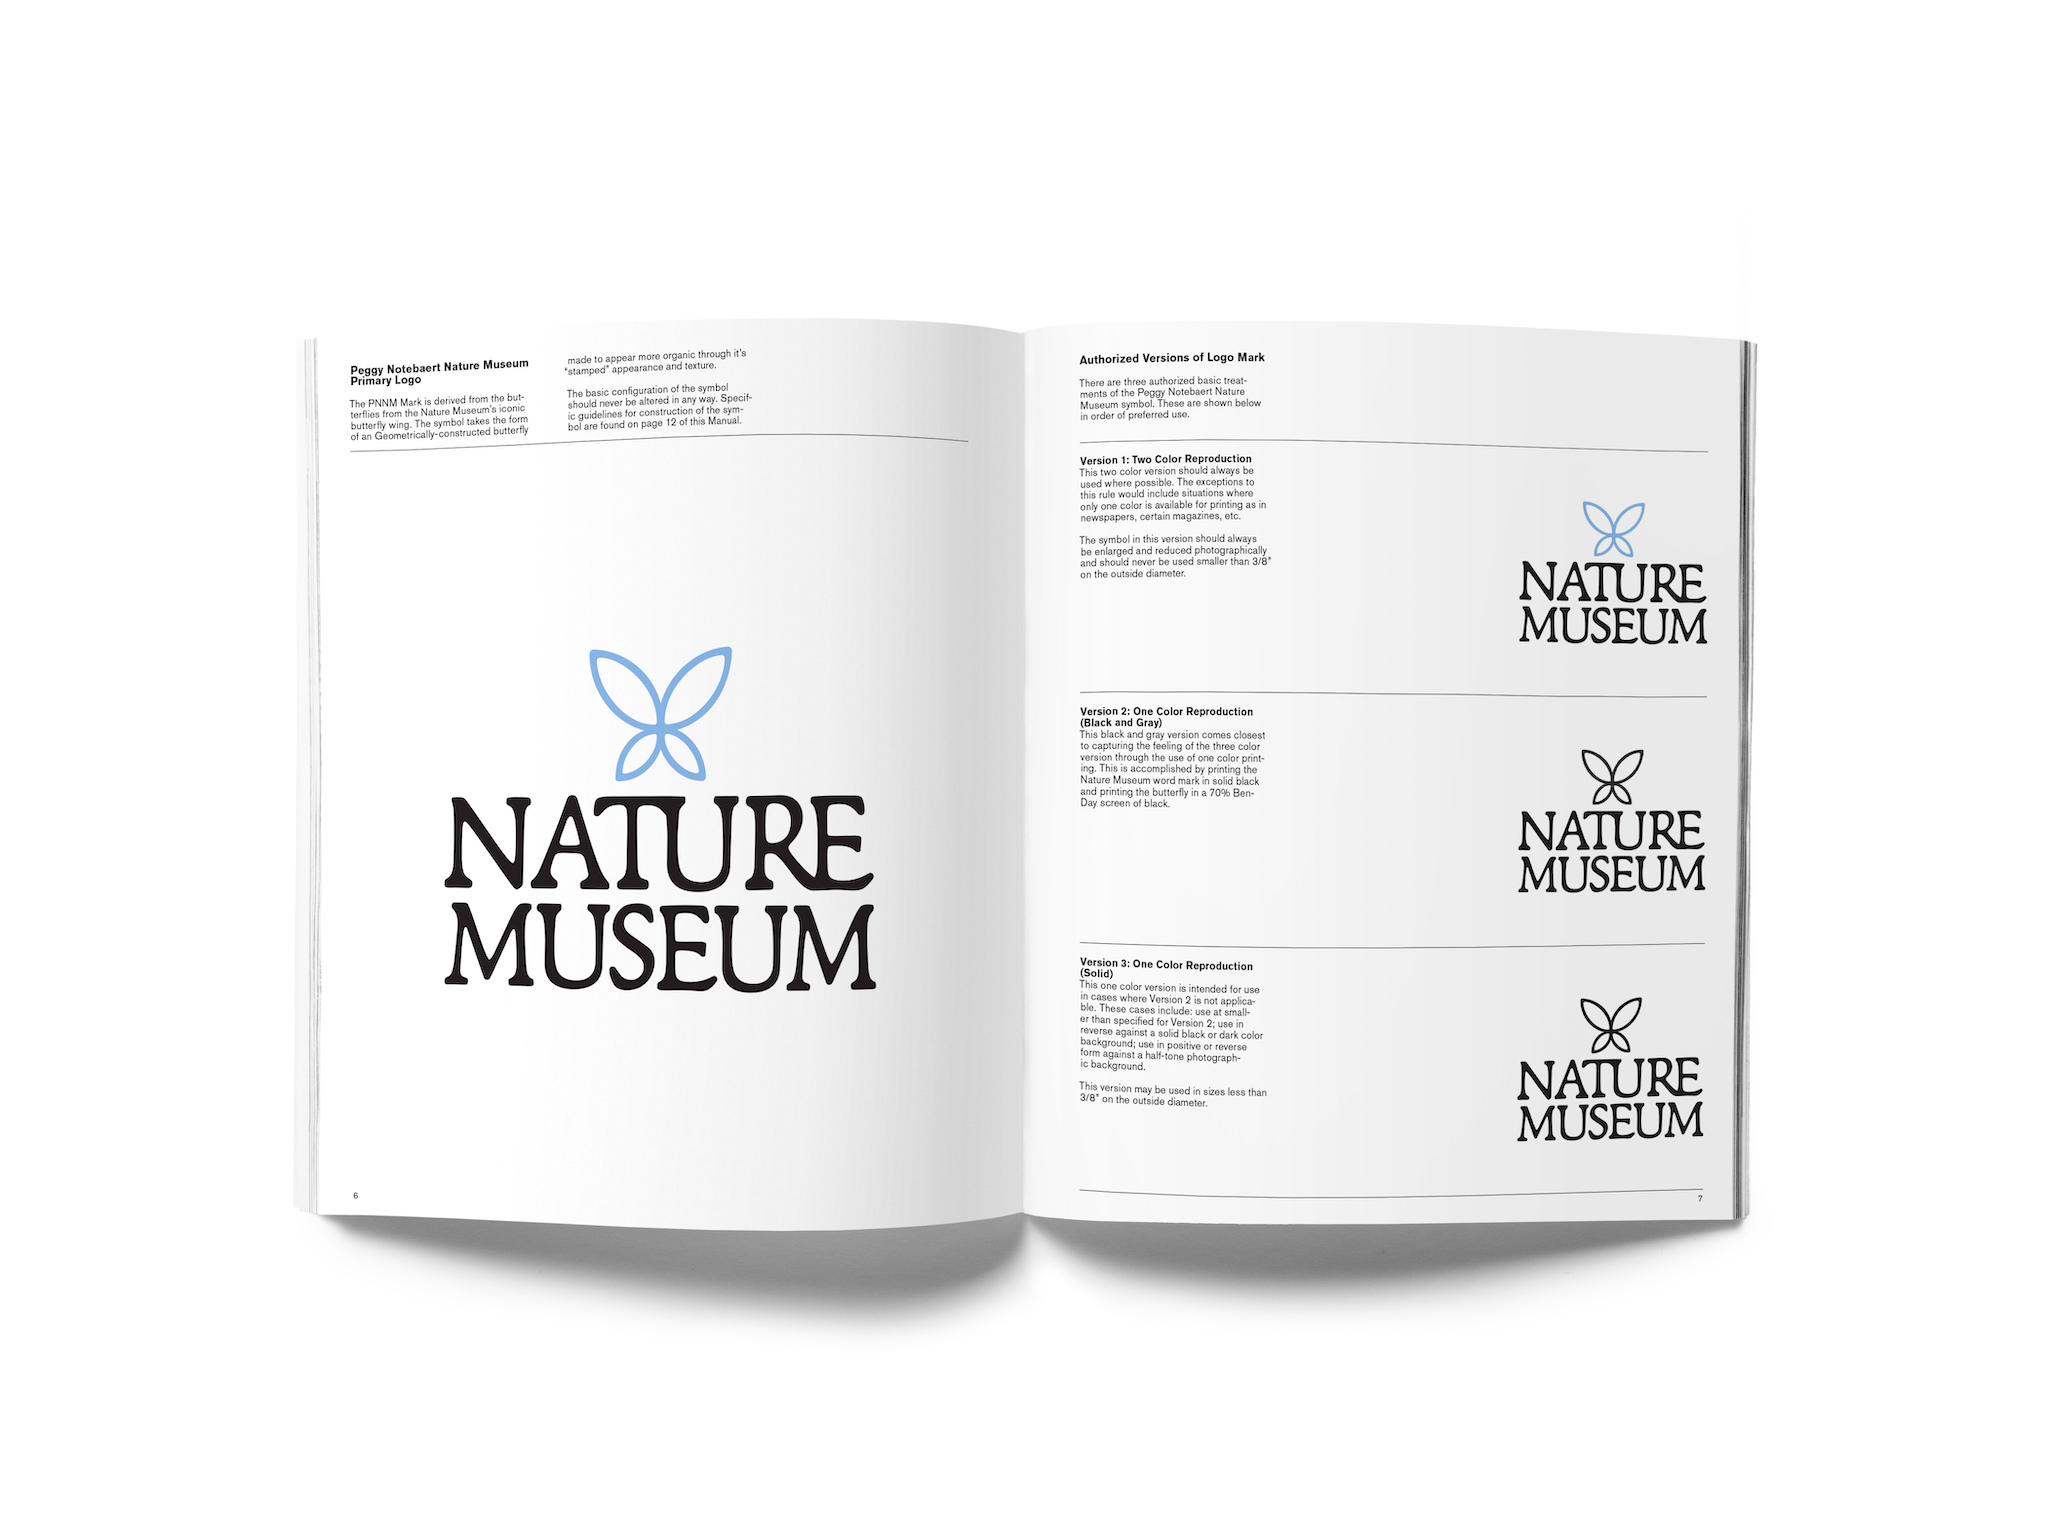 Peggy Notebaert Nature Museum
Primary Logo
The PNNM Mark is derived from the but-
terflies from the Nature Museum's iconic
butterfly wing. The symbol takes the form
of an Geometrically-constructed butterfly
made to appear more organic through it's
"stamped" appearance and texture.
The basic configuration of the symbol
should never be altered in any way. Specif-
ic guidelines for construction of the sym-
bol are found on page 12 of this Manual.
NATURE
MUSEUM
6
Authorized Versions of Logo Mark
There are three authorized basic treat-
ments of the Peggy Notebaert Nature
Museum symbol. These are shown below
in order of preferred use.
Version 1: Two Color Reproduction
This two color version should always be
used where possible. The exceptions to
this rule would include situations where
only one color is available for printing as in
newspapers, certain magazines, etc.
The symbol in this version should always
be enlarged and reduced photographically
and should never be used smaller than 3/8"
on the outside diameter.
NATURE
MUSEUM
Version 2: One Color Reproduction
(Black and Gray)
This black and gray version comes closest
to capturing the feeling of the three color
version through the use of one color print-
ing. This is accomplished by printing the
Nature Museum word mark in solid black
and printing the butterfly in a 70% Ben-
Day screen of black.
NATURE
MUSEUM
Version 3: One Color Reproduction
(Solid)
This one color version is intended for use
in cases where Version 2 is not applica-
ble. These cases include: use at small-
er than specified for Version 2; use in
reverse against a solid black or dark color
background; use in positive or reverse
form against a half-tone photograph-
ic background.
This version may be used in sizes less than
3/8" on the outside diameter.
NATURE
MUSEUM
7